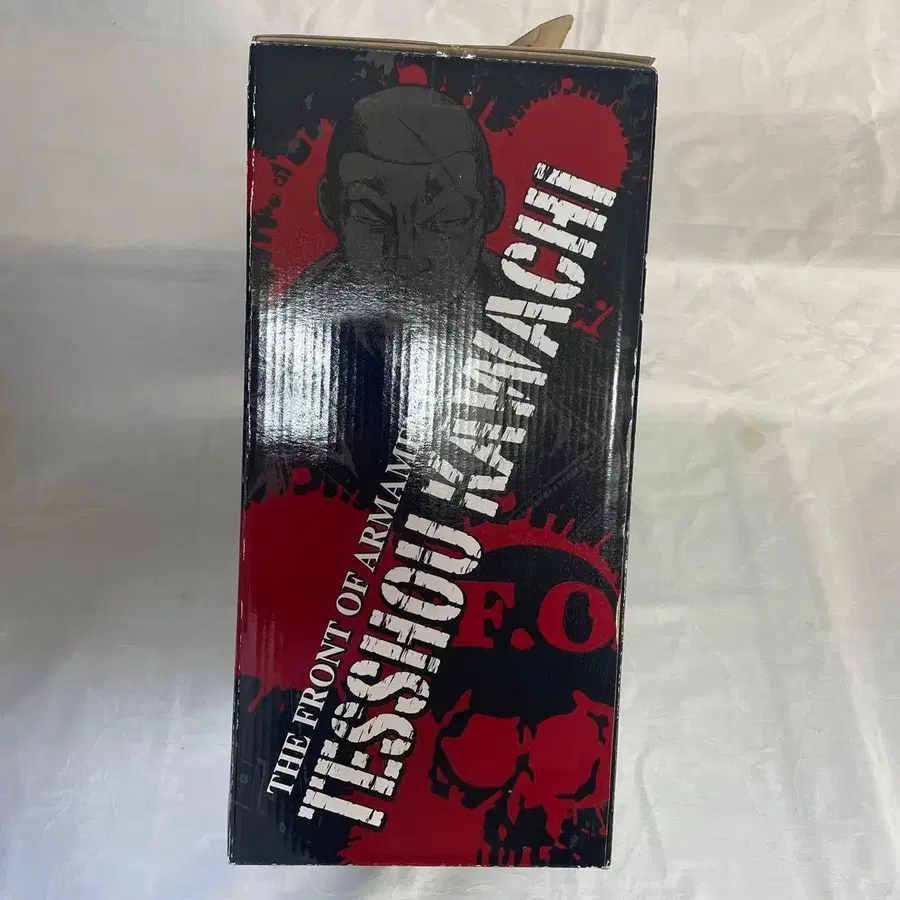 THE FRONT OF ARMAME
TESSHOU KAWACHI
F.O